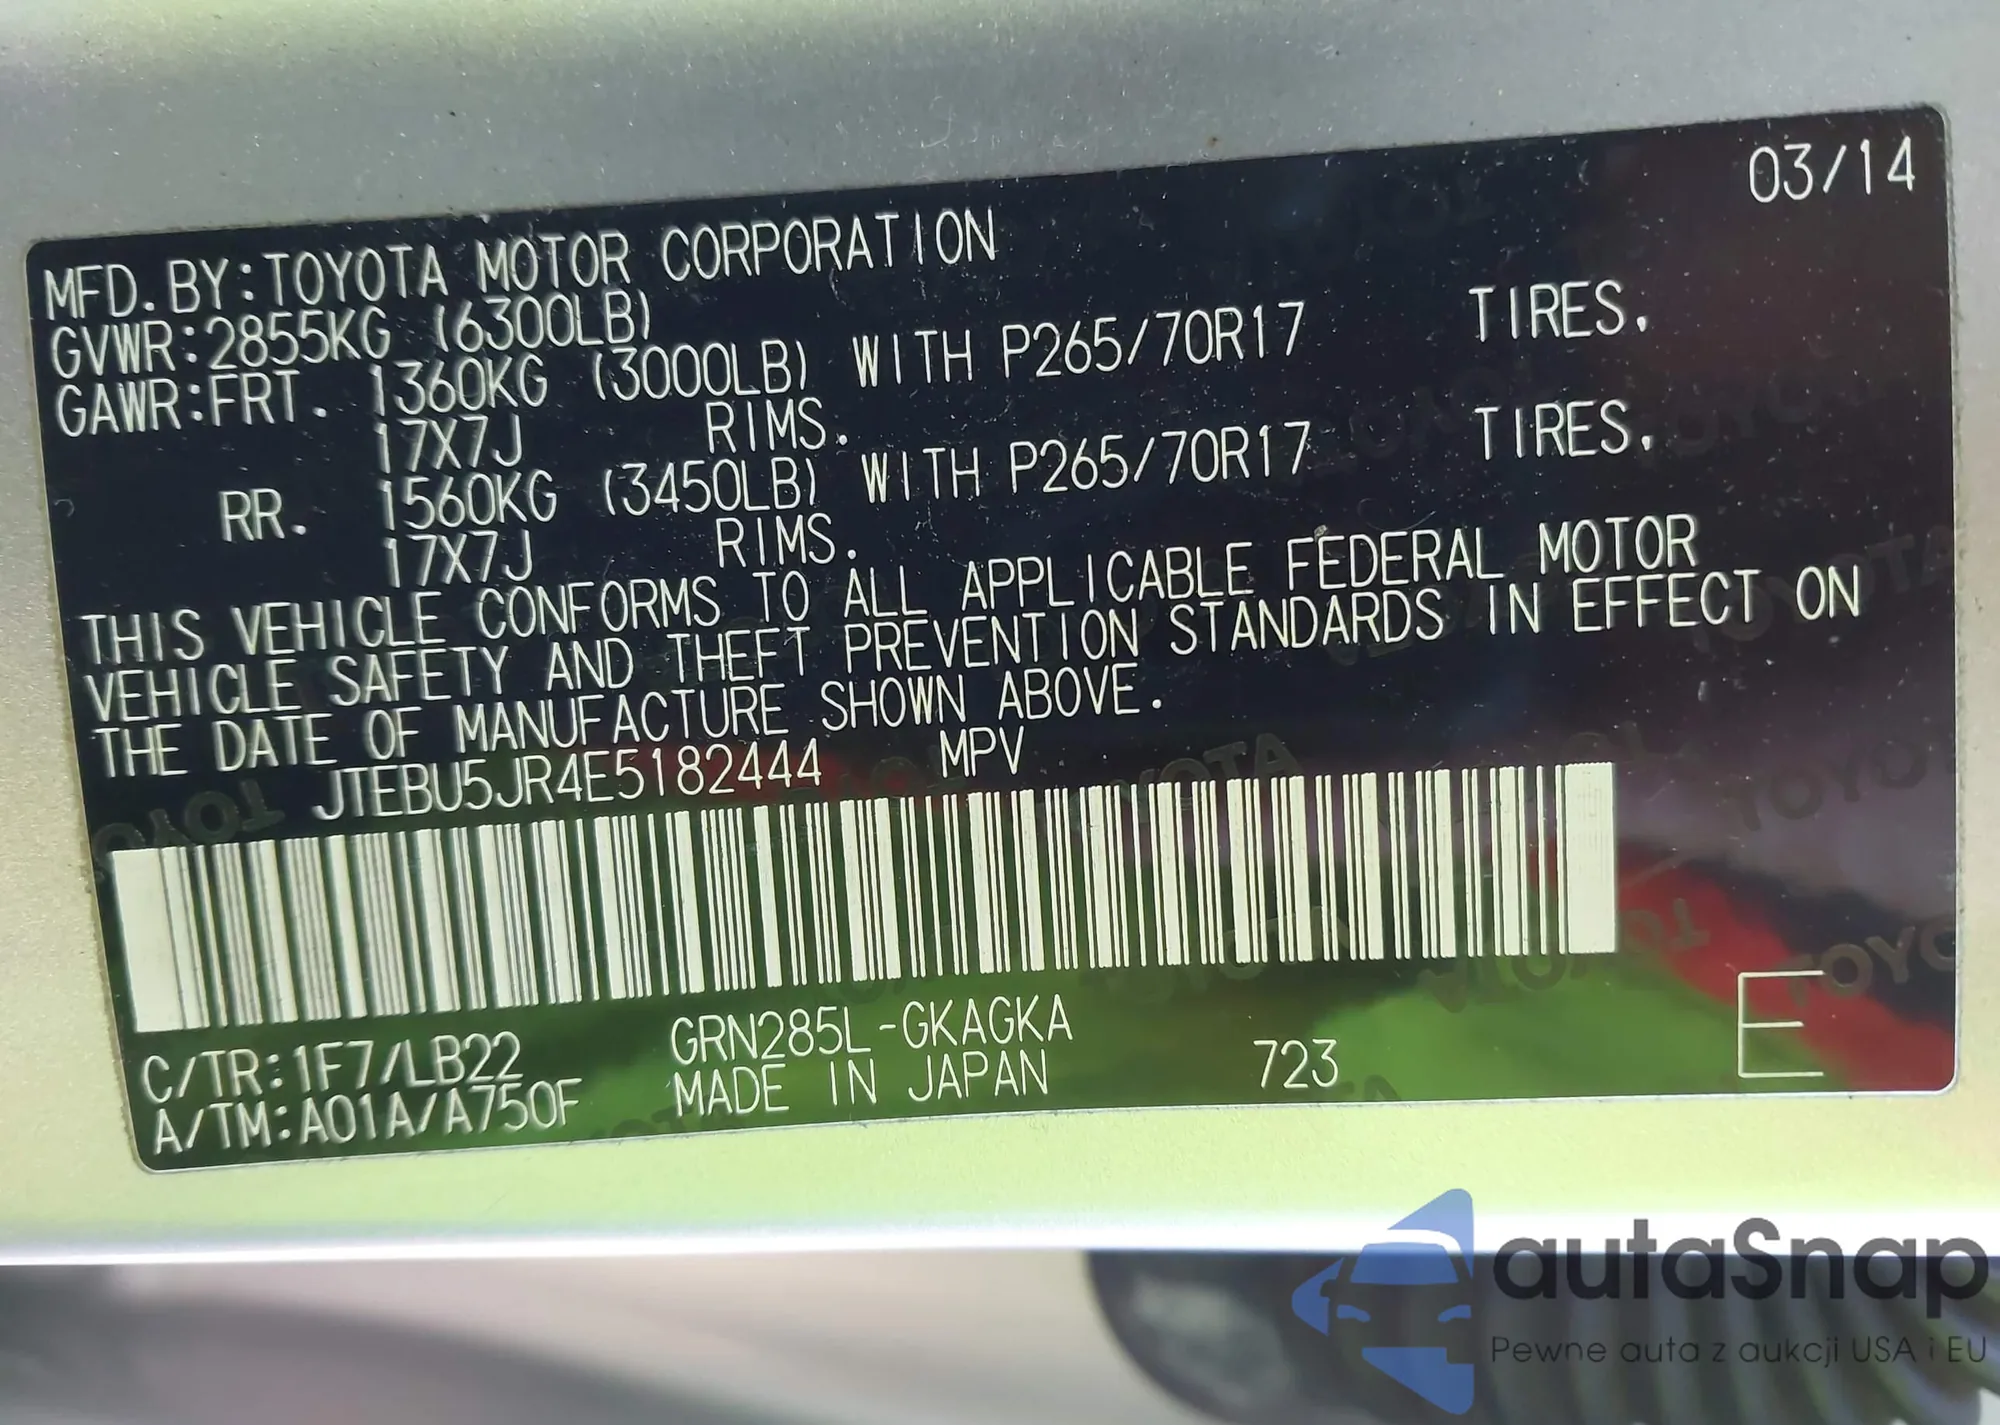 03/14
MFD. BY: TOYOTA MOTOR CORPORATION
GVWR: 2855KG (6300LB)
GAWR: FRT. 1360KG (3000LB) WITH P265/70R17 TIRES.
17X7J RIMS.
RR. 1560KG (3450LB) WITH P265/70R17 TIRES.
17X7J RIMS.
THIS VEHICLE CONFORMS TO ALL APPLICABLE FEDERAL MOTOR
VEHICLE SAFETY AND THEFT PREVENTION STANDARDS IN EFFECT ON
THE DATE OF MANUFACTURE SHOWN ABOVE.
JTEBU5JR4E5182444 MPV
C/TR: 1F7/LB22 GRN285L-GKAGKA
A/TM: A01A/A750F MADE IN JAPAN 723 E
autaSnap
Pewne auta z aukcji USA i EU